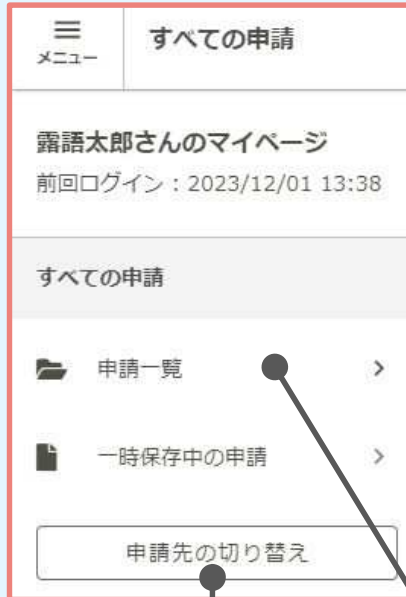 メニュー
すべての申請
露語太郎さんのマイページ
前回ログイン：2023/12/01 13:38
すべての申請
申請一覧
一時保存中の申請
申請先の切り替え